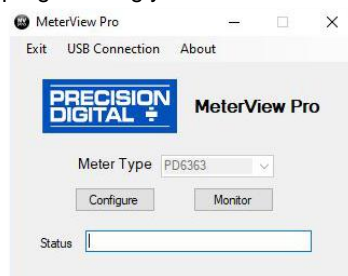 MeterView Pro
Exit USB Connection About
PRECISION
DIGITAL
MeterView Pro
Meter Type PD6363
Configure Monitor
Status